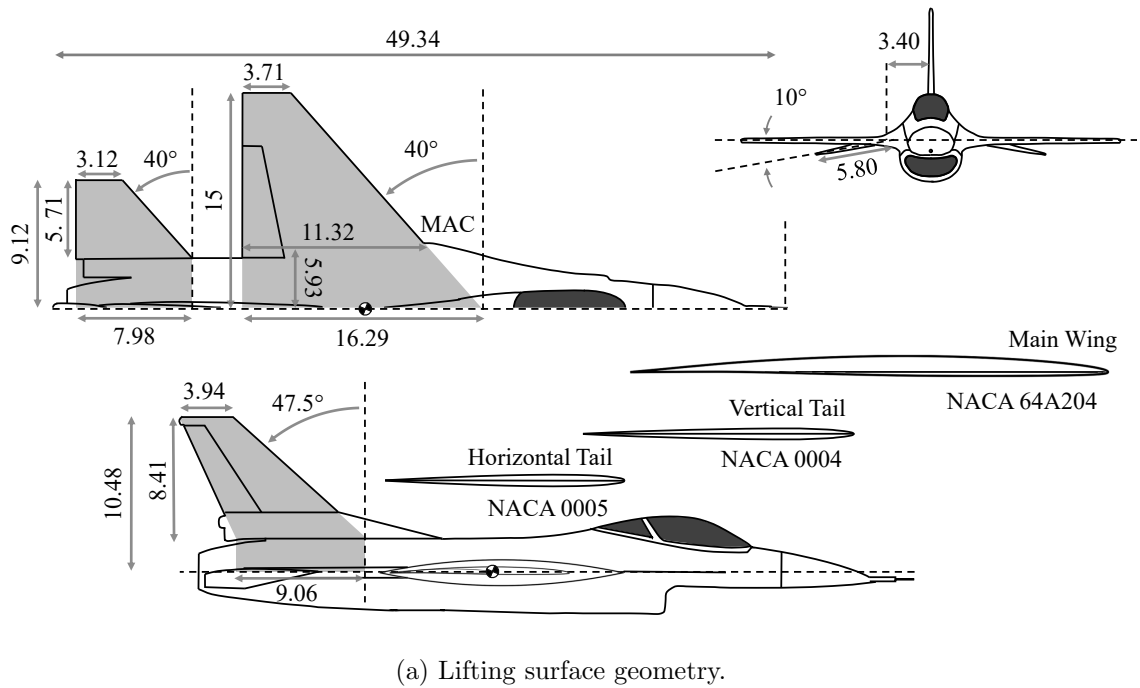 49.34
3.71
3.40
10°
3.12
40°
40°
15
5.80
9.12
5.71
MAC
11.32
5.93
7.98
16.29
Main Wing
NACA 64A204
3.94
47.5°
Vertical Tail
NACA 0004
Horizontal Tail
NACA 0005
10.48
8.41
9.06
(a) Lifting surface geometry.